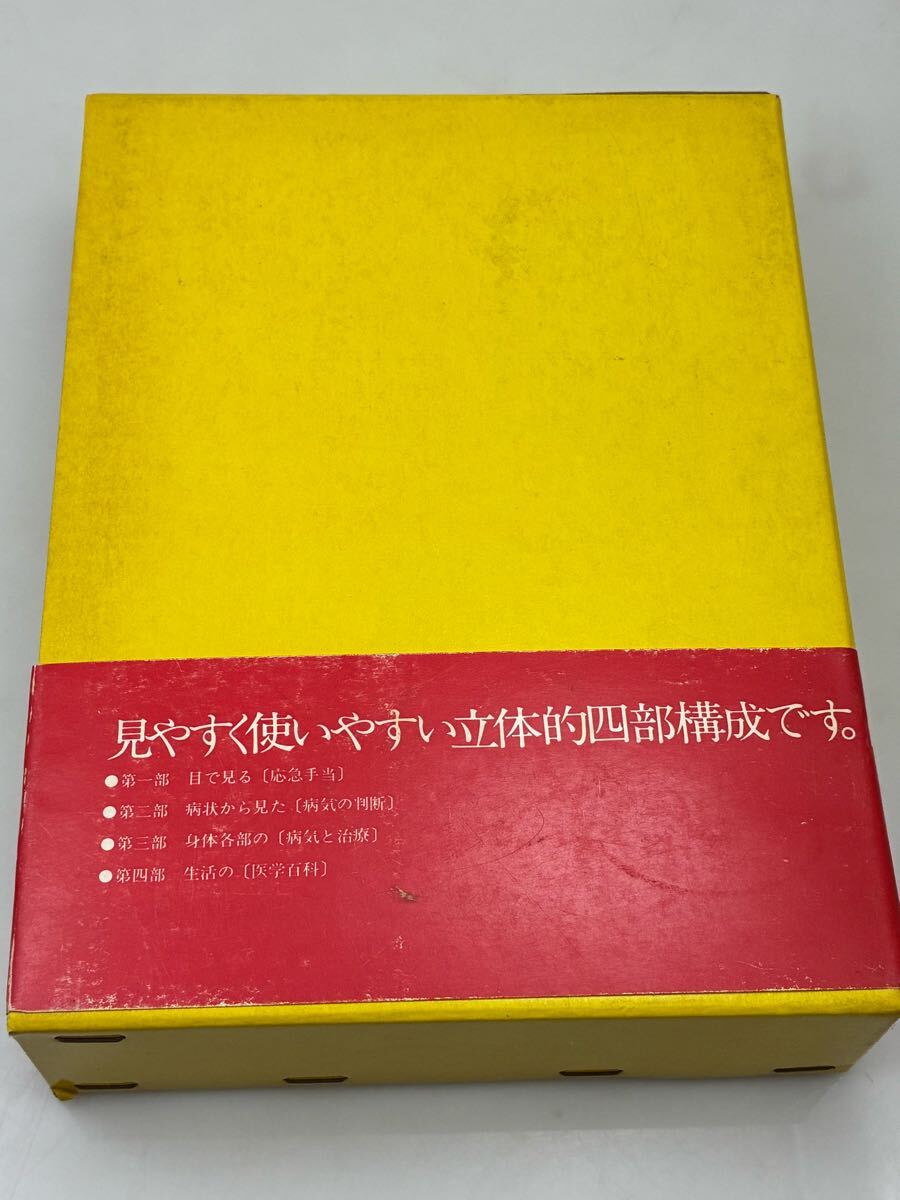 見やすく使いやすい立体的四部構成です。
●第一部 目で見る〔応急手当〕
●第二部 病状から見た〔病気の判断〕
●第三部 身体各部の〔病気と治療〕
●第四部 生活の〔医学百科〕